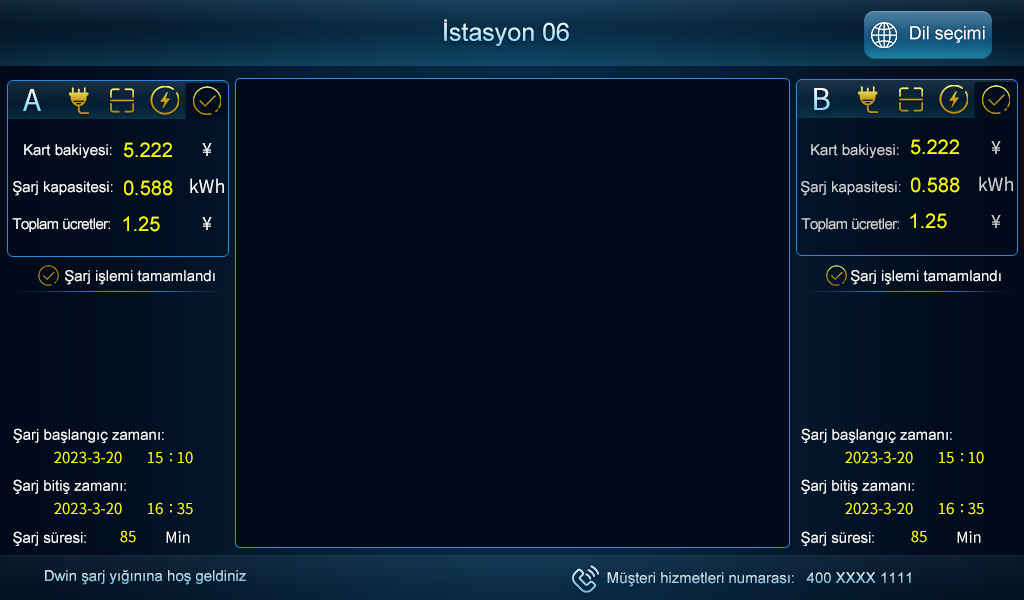 İstasyon 06
Dil seçimi
A
Kart bakiyesi: 5.222 ¥
Şarj kapasitesi: 0.588 kWh
Toplam ücretler: 1.25 ¥
Şarj işlemi tamamlandı
Şarj başlangıç zamanı:
2023-3-20 15 : 10
Şarj bitiş zamanı:
2023-3-20 16 : 35
Şarj süresi: 85 Min
B
Kart bakiyesi: 5.222 ¥
Şarj kapasitesi: 0.588 kWh
Toplam ücretler: 1.25 ¥
Şarj işlemi tamamlandı
Şarj başlangıç zamanı:
2023-3-20 15 : 10
Şarj bitiş zamanı:
2023-3-20 16 : 35
Şarj süresi: 85 Min
Dwin şarj yığınına hoş geldiniz
Müşteri hizmetleri numarası: 400 XXXX 1111